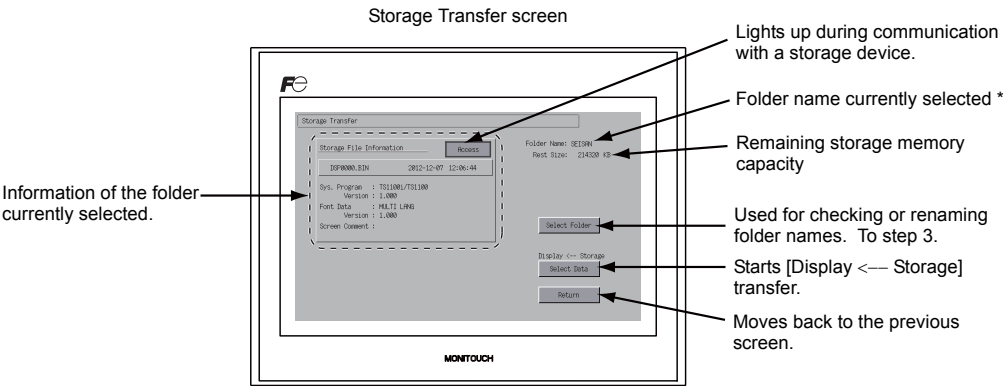 Storage Transfer screen
Lights up during communication
with a storage device.
Folder name currently selected *
Remaining storage memory
capacity
Used for checking or renaming
folder names.  To step 3.
Starts [Display <–– Storage]
transfer.
Moves back to the previous
screen.
Information of the folder
currently selected.
Fe
Storage Transfer
Storage File Information
Access
DSP0000.BIN 2012-12-07 12:06:44
Sys. Program : TS1100i/TS1100
Version : 1.000
Font Data : MULTI LANG
Version : 1.000
Screen Comment :
Folder Name: SEISAN
Rest Size: 214320 KB
Select Folder
Display <-- Storage
Select Data
Return
MONITOUCH